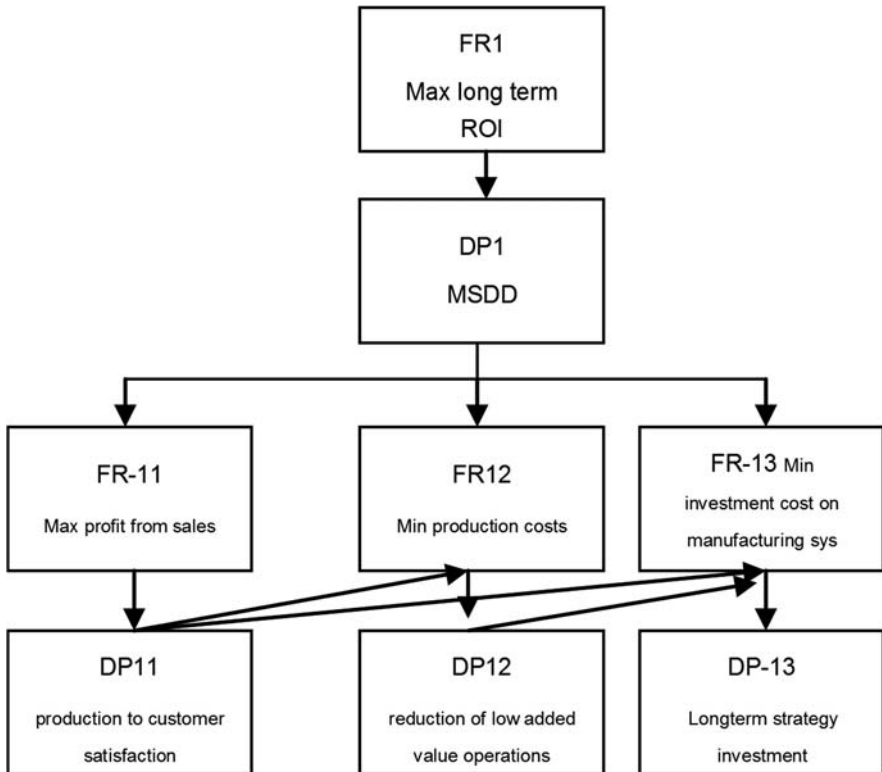 FR1
Max long term
ROI
DP1
MSDD
FR-11
Max profit from sales
FR12
Min production costs
FR-13 Min
investment cost on
manufacturing sys
DP11
production to customer
satisfaction
DP12
reduction of low added
value operations
DP-13
Longterm strategy
investment